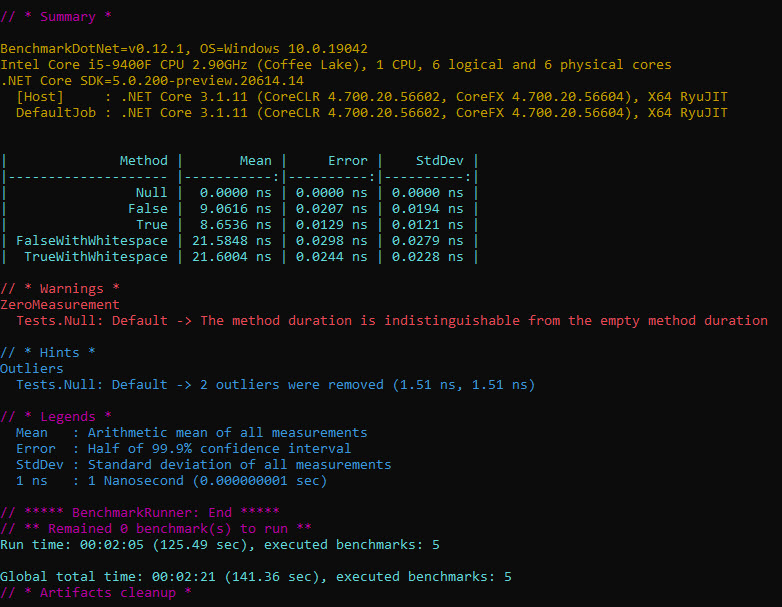 // * Summary *
BenchmarkDotNet=v0.12.1, OS=Windows 10.0.19042
Intel Core i5-9400F CPU 2.90GHz (Coffee Lake), 1 CPU, 6 logical and 6 physical cores
.NET Core SDK=5.0.200-preview.20614.14
  [Host]     : .NET Core 3.1.11 (CoreCLR 4.700.20.56602, CoreFX 4.700.20.56604), X64 RyuJIT
  DefaultJob : .NET Core 3.1.11 (CoreCLR 4.700.20.56602, CoreFX 4.700.20.56604), X64 RyuJIT
|              Method |       Mean |     Error |    StdDev |
|-------------------- |-----------:|----------:|----------:|
|                Null |  0.0000 ns | 0.0000 ns | 0.0000 ns |
|               False |  9.0616 ns | 0.0207 ns | 0.0194 ns |
|                True |  8.6536 ns | 0.0129 ns | 0.0121 ns |
| FalseWithWhitespace | 21.5848 ns | 0.0298 ns | 0.0279 ns |
|  TrueWithWhitespace | 21.6004 ns | 0.0244 ns | 0.0228 ns |
// * Warnings *
ZeroMeasurement
  Tests.Null: Default -> The method duration is indistinguishable from the empty method duration
// * Hints *
Outliers
  Tests.Null: Default -> 2 outliers were removed (1.51 ns, 1.51 ns)
// * Legends *
  Mean   : Arithmetic mean of all measurements
  Error  : Half of 99.9% confidence interval
  StdDev : Standard deviation of all measurements
  1 ns   : 1 Nanosecond (0.000000001 sec)
// ***** BenchmarkRunner: End *****
// ** Remained 0 benchmark(s) to run **
Run time: 00:02:05 (125.49 sec), executed benchmarks: 5
Global total time: 00:02:21 (141.36 sec), executed benchmarks: 5
// * Artifacts cleanup *